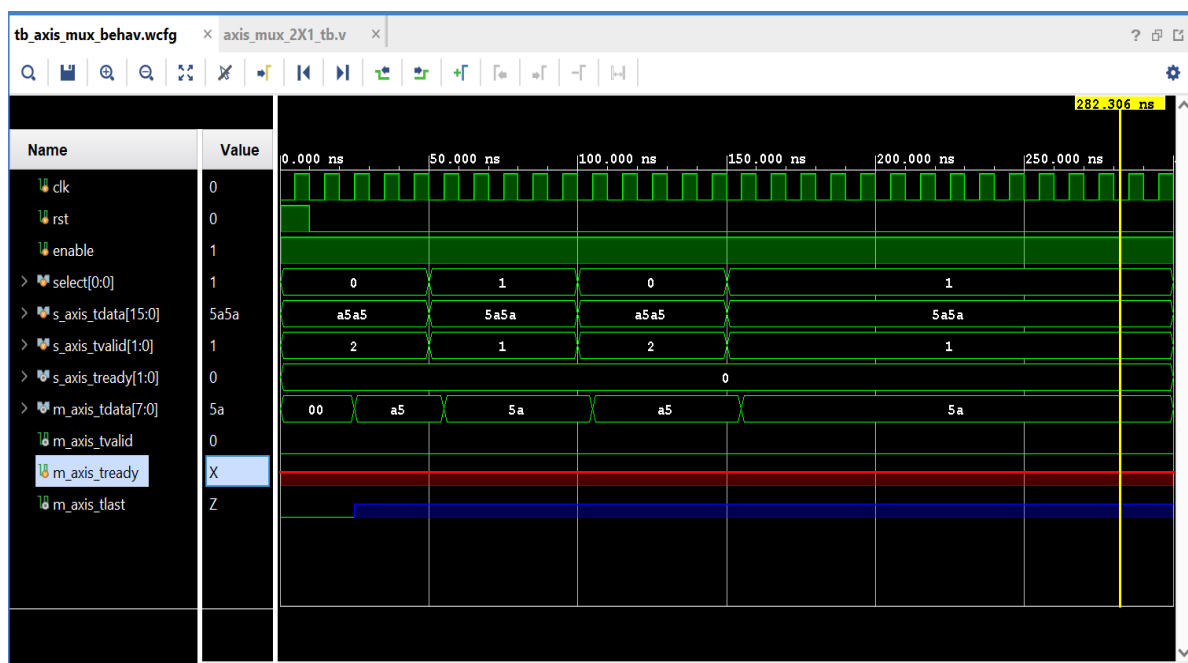 tb_axis_mux_behav.wcfg × axis_mux_2X1_tb.v × ?
282.306 ns
Name Value 0.000 ns 50.000 ns 100.000 ns 150.000 ns 200.000 ns 250.000 ns
clk 0
rst 0
enable 1
select[0:0] 1 0 1 0 1
s_axis_tdata[15:0] 5a5a a5a5 5a5a a5a5 5a5a
s_axis_tvalid[1:0] 1 2 1 2 1
s_axis_tready[1:0] 0 0
m_axis_tdata[7:0] 5a 00 a5 5a a5 5a
m_axis_tvalid 0
m_axis_tready X
m_axis_tlast Z